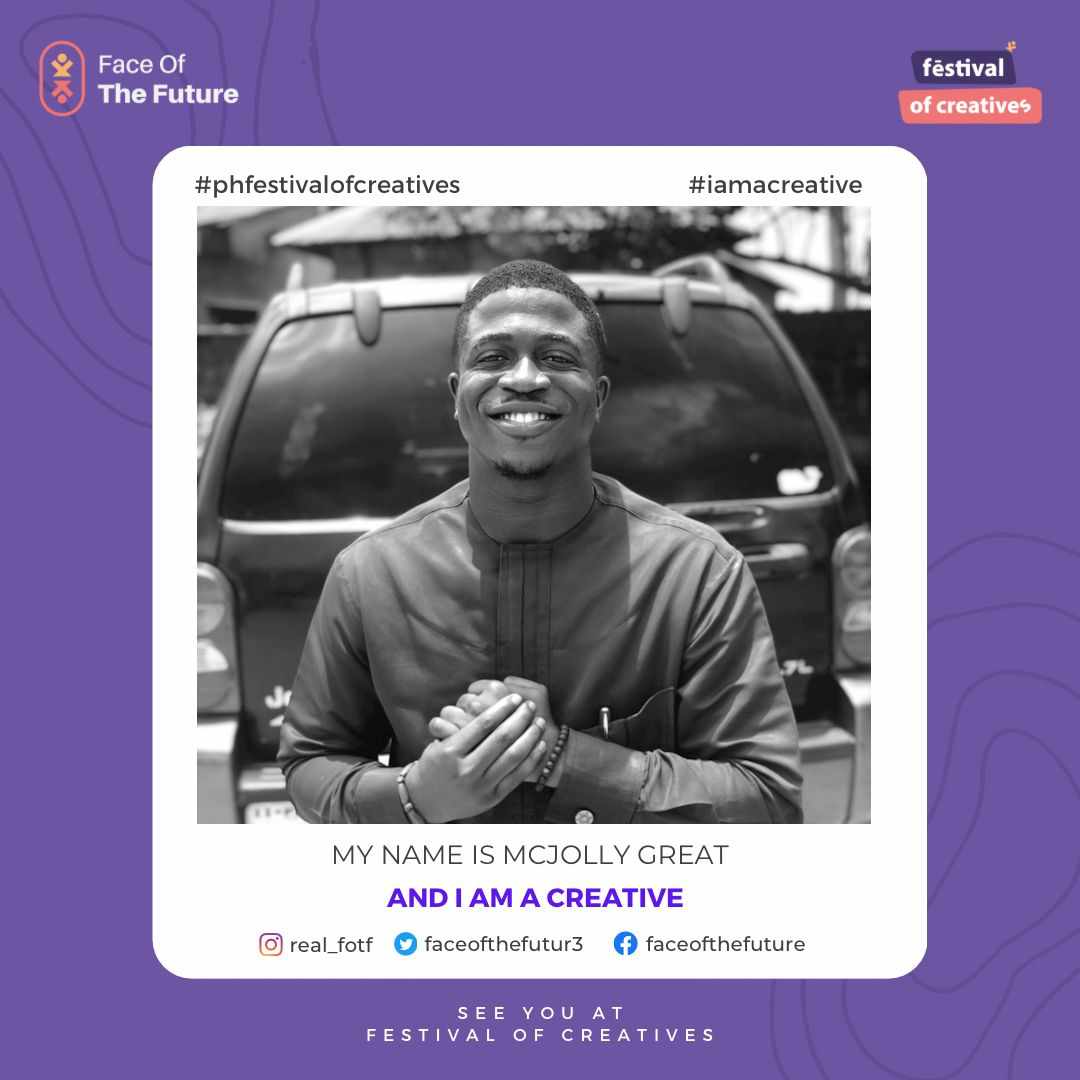 Face Of
The Future
festival
of creatives
#phfestivalofcreatives
#iamacreative
MY NAME IS MCJOLLY GREAT
AND I AM A CREATIVE
real_fotf
faceofthefutur3
faceofthefuture
SEE YOU AT
FESTIVAL OF CREATIVES